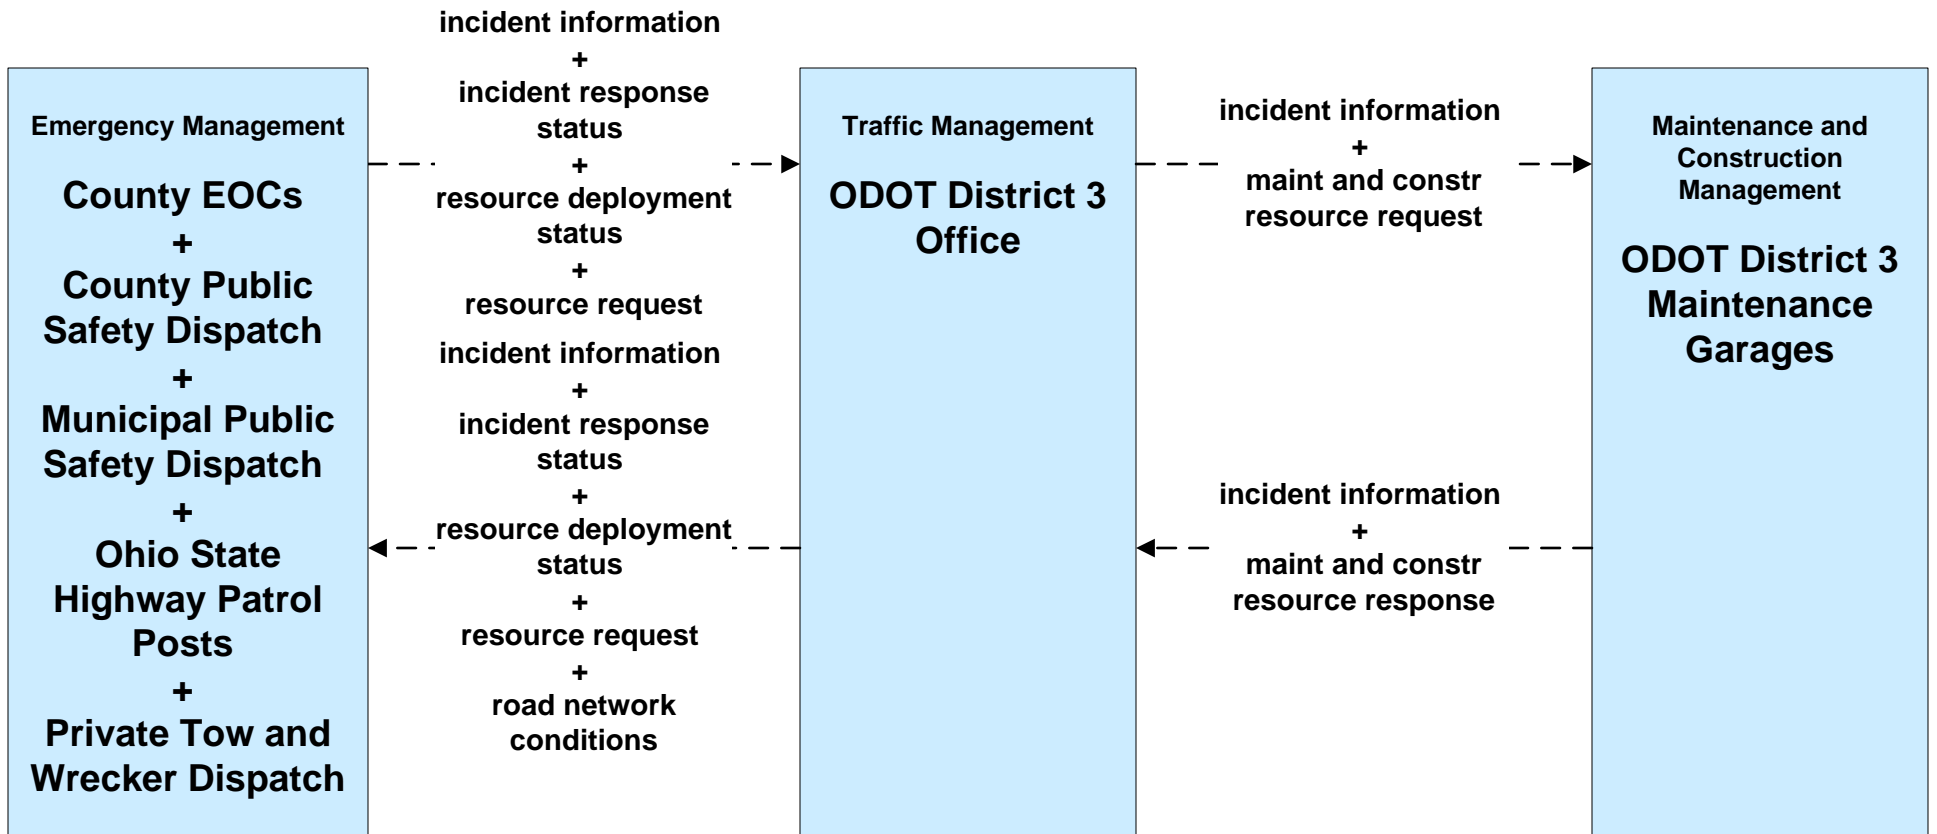 Emergency Management
County EOCs
+
County Public
Safety Dispatch
+
Municipal Public
Safety Dispatch
+
Ohio State
Highway Patrol
Posts
+
Private Tow and
Wrecker Dispatch
incident information
+
incident response
status
+
resource deployment
status
+
resource request
incident information
+
incident response
status
+
resource deployment
status
+
resource request
+
road network
conditions
Traffic Management
ODOT District 3
Office
incident information
+
maint and constr
resource request
incident information
+
maint and constr
resource response
Maintenance and
Construction
Management
ODOT District 3
Maintenance
Garages